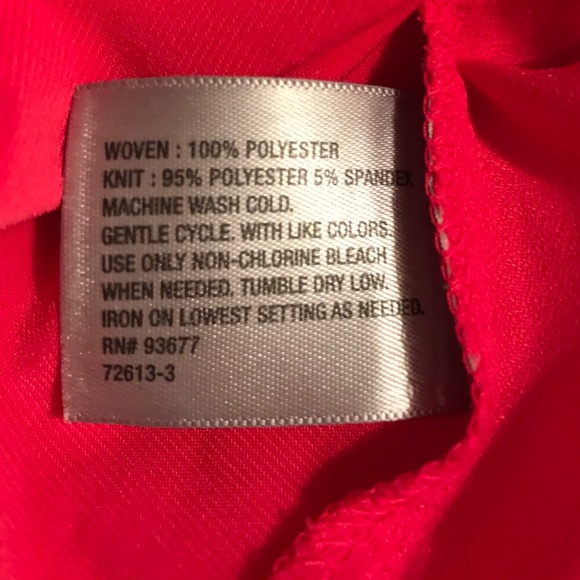 WOVEN : 100% POLYESTER
KNIT : 95% POLYESTER 5% SPANDEX
MACHINE WASH COLD.
GENTLE CYCLE. WITH LIKE COLORS.
USE ONLY NON-CHLORINE BLEACH
WHEN NEEDED. TUMBLE DRY LOW.
IRON ON LOWEST SETTING AS NEEDED.
RN# 93677
72613-3